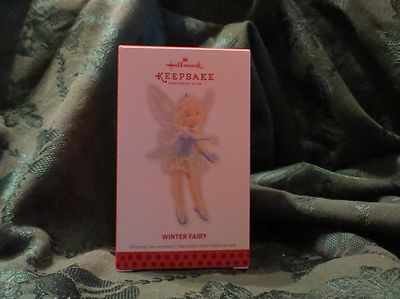 Hallmark
KEEPSAKE
ORNAMENT CLUB
WINTER FAIRY